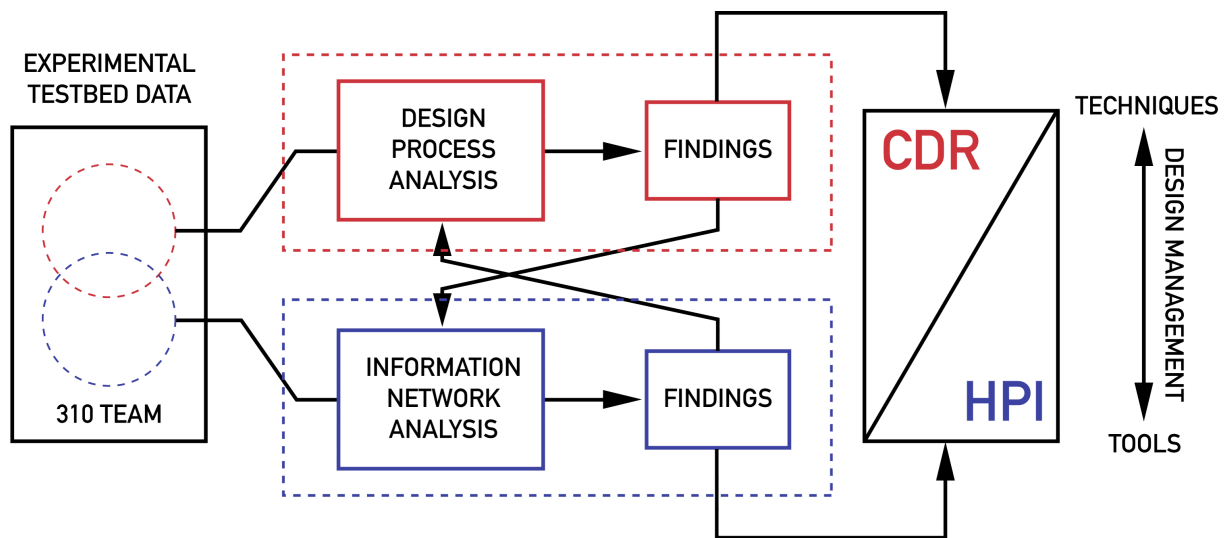 EXPERIMENTAL
TESTBED DATA
310 TEAM
DESIGN
PROCESS
ANALYSIS
FINDINGS
INFORMATION
NETWORK
ANALYSIS
FINDINGS
CDR
HPI
TECHNIQUES
DESIGN MANAGEMENT
TOOLS